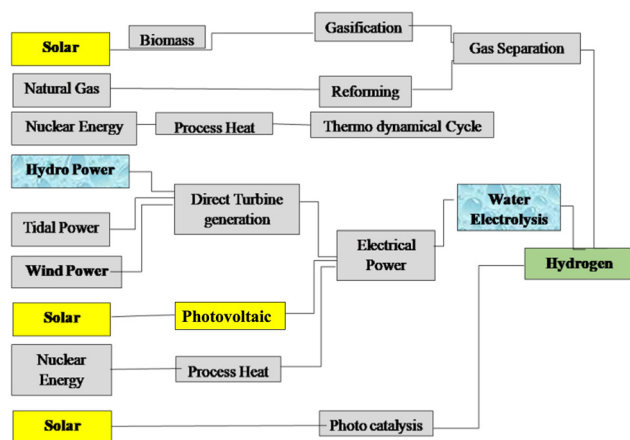 Solar
Biomass
Gasification
Gas Separation
Natural Gas
Reforming
Nuclear Energy
Process Heat
Thermo dynamical Cycle
Hydro Power
Direct Turbine
generation
Water
Electrolysis
Tidal Power
Electrical
Power
Wind Power
Hydrogen
Solar
Photovoltaic
Nuclear
Energy
Process Heat
Solar
Photo catalysis